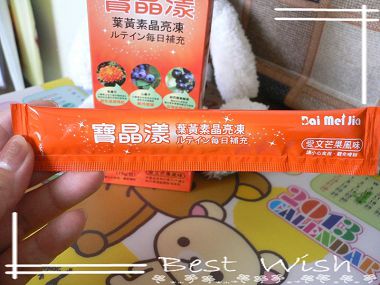 寶晶漾
葉黃素晶亮凍
ルテイン每日補充
寶晶漾
葉黃素晶亮凍
ルテイン每日補充
Bai Mei Jia
愛文芒果風味
2013
CALENDAR
Best Wish